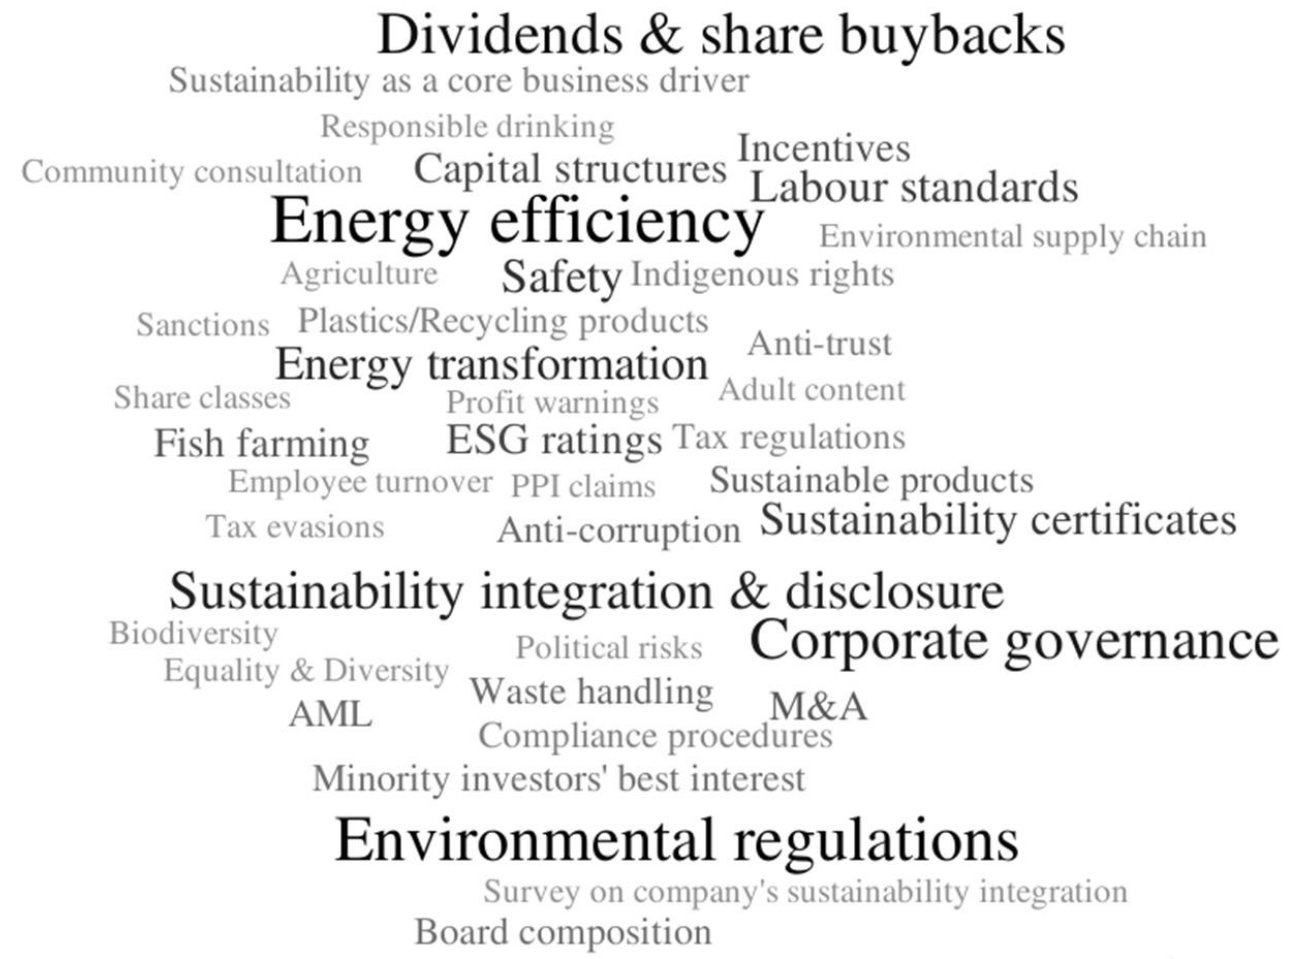 Dividends & share buybacks
Sustainability as a core business driver
Responsible drinking
Incentives
Community consultation
Capital structures
Labour standards
Energy efficiency
Environmental supply chain
Agriculture
Safety
Indigenous rights
Sanctions
Plastics/Recycling products
Anti-trust
Energy transformation
Share classes
Profit warnings
Adult content
Fish farming
ESG ratings
Tax regulations
Employee turnover
PPI claims
Sustainable products
Tax evasions
Anti-corruption
Sustainability certificates
Sustainability integration & disclosure
Biodiversity
Political risks
Corporate governance
Equality & Diversity
Waste handling
AML
M&A
Compliance procedures
Minority investors' best interest
Environmental regulations
Survey on company's sustainability integration
Board composition